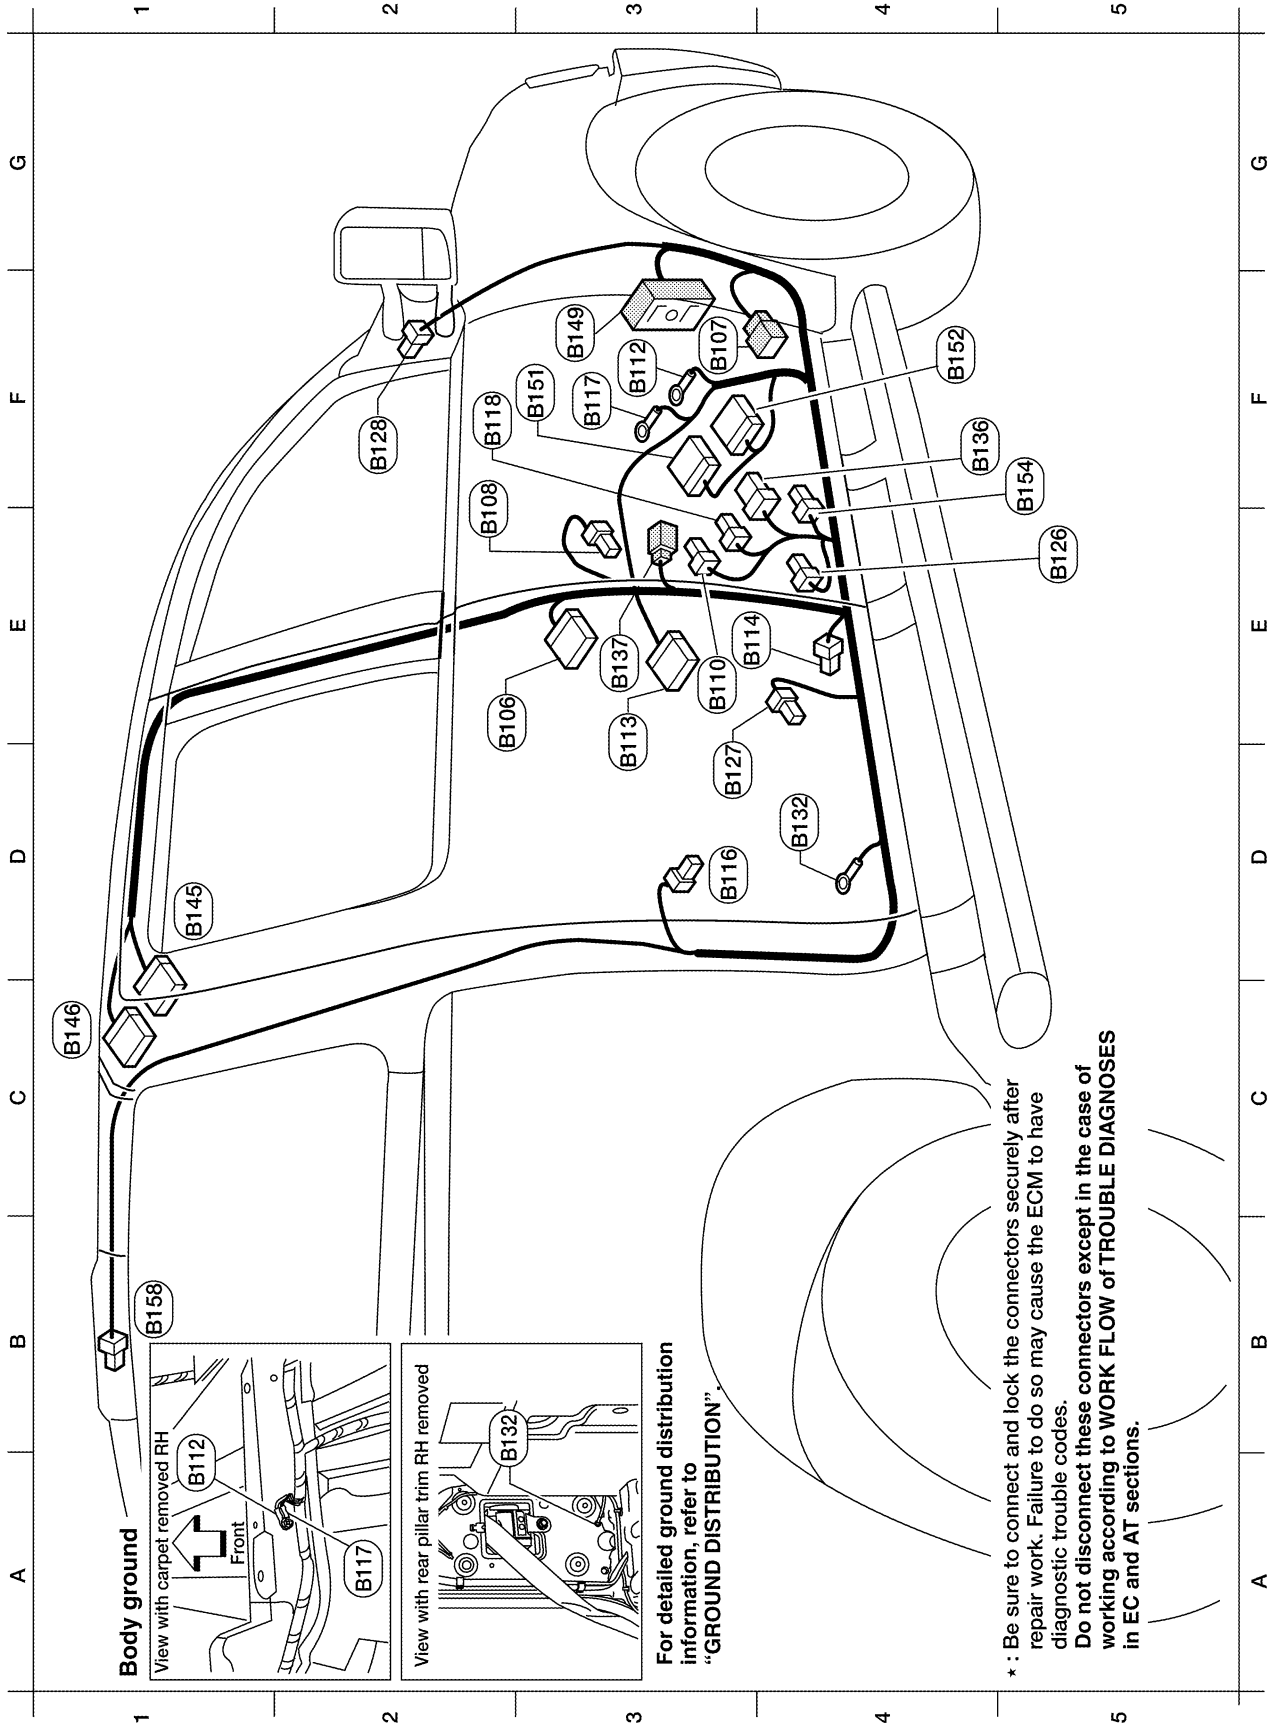 A B C D E F G
1
2
3
4
5
Body ground
View with carpet removed RH
Front
B112
B117
View with rear pillar trim RH removed
B132
For detailed ground distribution
information, refer to
“GROUND DISTRIBUTION”.
B158
B146
B145
B128
B106
B108
B118
B151
B117
B149
B112
B107
B137
B113
B110
B114
B127
B116
B132
B152
B136
B154
B126
★ : Be sure to connect and lock the connectors securely after
repair work. Failure to do so may cause the ECM to have
diagnostic trouble codes.
Do not disconnect these connectors except in the case of
working according to WORK FLOW of TROUBLE DIAGNOSES
in EC and AT sections.
1
2
3
4
5
A B C D E F G